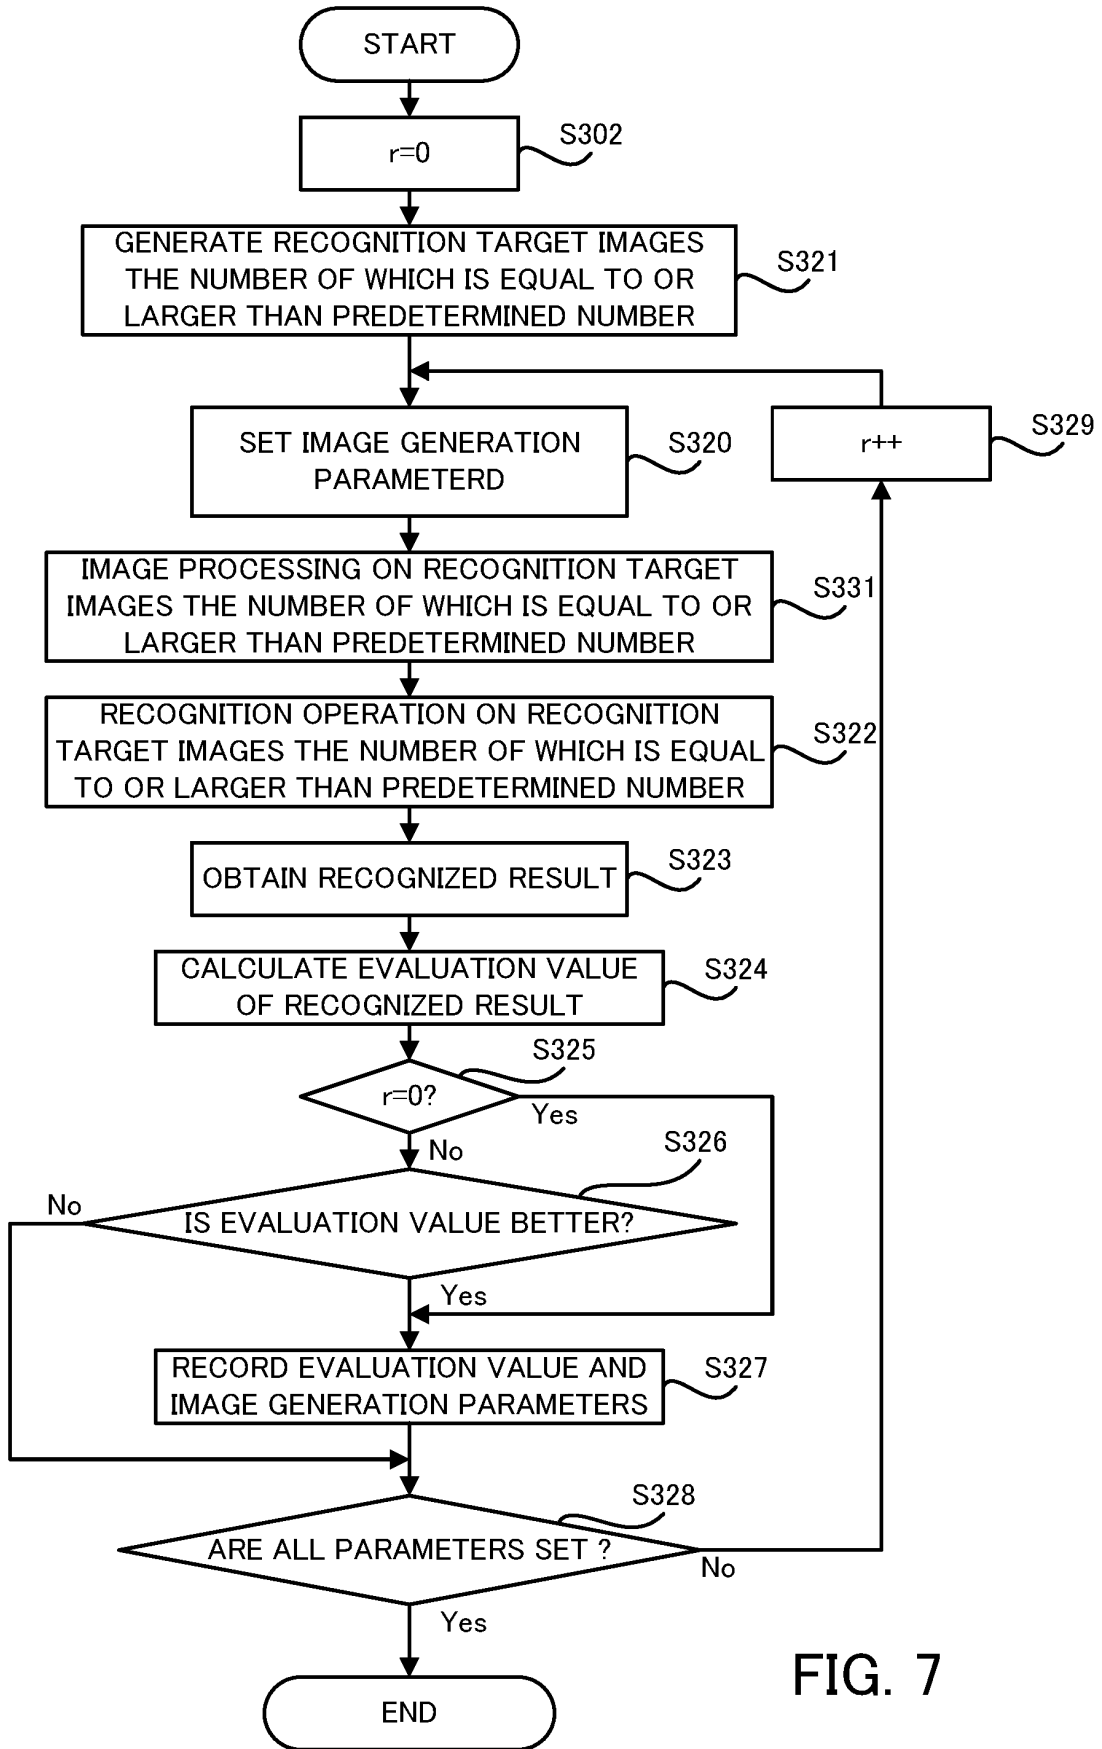 START
r=0
S302
GENERATE RECOGNITION TARGET IMAGES
THE NUMBER OF WHICH IS EQUAL TO OR
LARGER THAN PREDETERMINED NUMBER
S321
SET IMAGE GENERATION
PARAMETERD
S320
r++
S329
IMAGE PROCESSING ON RECOGNITION TARGET
IMAGES THE NUMBER OF WHICH IS EQUAL TO OR
LARGER THAN PREDETERMINED NUMBER
S331
RECOGNITION OPERATION ON RECOGNITION
TARGET IMAGES THE NUMBER OF WHICH IS EQUAL
TO OR LARGER THAN PREDETERMINED NUMBER
S322
OBTAIN RECOGNIZED RESULT
S323
CALCULATE EVALUATION VALUE
OF RECOGNIZED RESULT
S324
S325
r=0?
Yes
No
S326
No
IS EVALUATION VALUE BETTER?
Yes
RECORD EVALUATION VALUE AND
IMAGE GENERATION PARAMETERS
S327
S328
ARE ALL PARAMETERS SET ?
No
Yes
END
FIG. 7